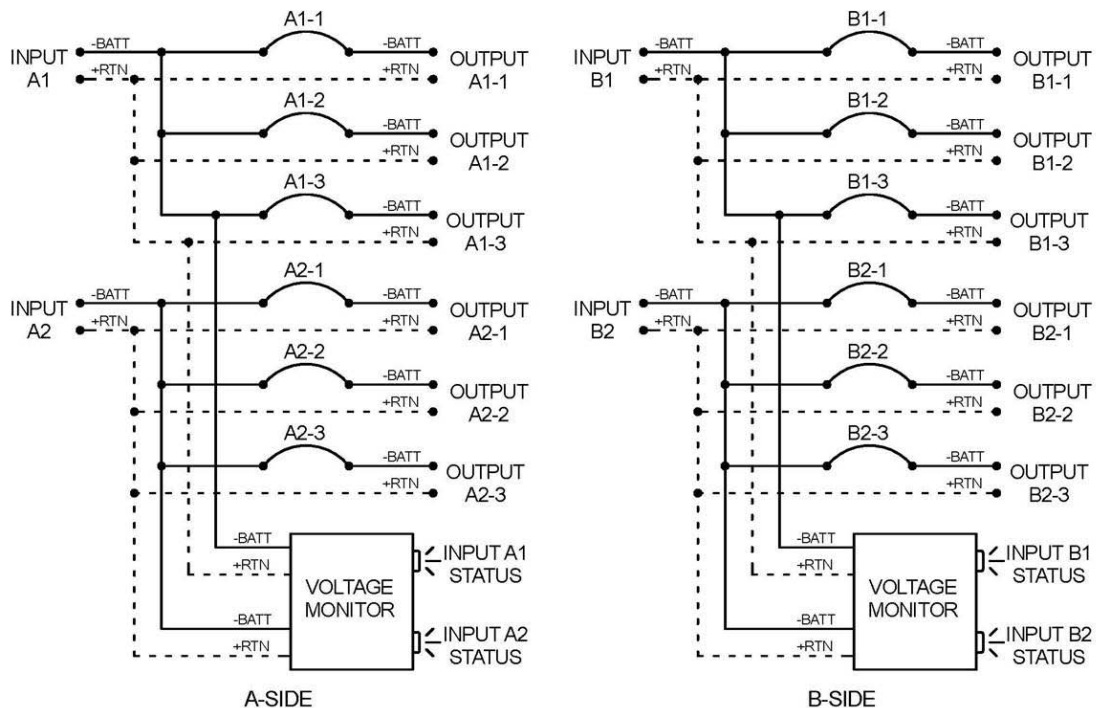 A1-1
INPUT
A1
-BATT
+RTN
-BATT
+RTN
OUTPUT
A1-1
A1-2
-BATT
+RTN
OUTPUT
A1-2
A1-3
-BATT
+RTN
OUTPUT
A1-3
A2-1
INPUT
A2
-BATT
+RTN
-BATT
+RTN
OUTPUT
A2-1
A2-2
-BATT
+RTN
OUTPUT
A2-2
A2-3
-BATT
+RTN
OUTPUT
A2-3
-BATT
+RTN
-BATT
+RTN
VOLTAGE
MONITOR
INPUT A1
STATUS
INPUT A2
STATUS
A-SIDE
B1-1
INPUT
B1
-BATT
+RTN
-BATT
+RTN
OUTPUT
B1-1
B1-2
-BATT
+RTN
OUTPUT
B1-2
B1-3
-BATT
+RTN
OUTPUT
B1-3
B2-1
INPUT
B2
-BATT
+RTN
-BATT
+RTN
OUTPUT
B2-1
B2-2
-BATT
+RTN
OUTPUT
B2-2
B2-3
-BATT
+RTN
OUTPUT
B2-3
-BATT
+RTN
-BATT
+RTN
VOLTAGE
MONITOR
INPUT B1
STATUS
INPUT B2
STATUS
B-SIDE